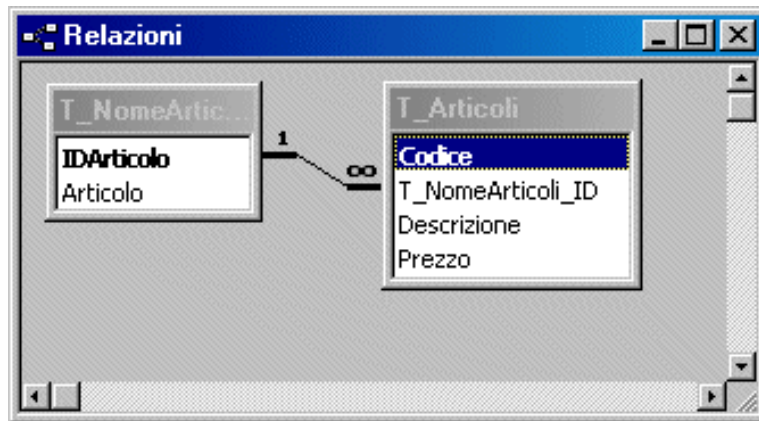 Relazioni
T_NomeArtic...
IDArticolo
Articolo
1
∞
T_Articoli
Codice
T_NomeArticoli_ID
Descrizione
Prezzo